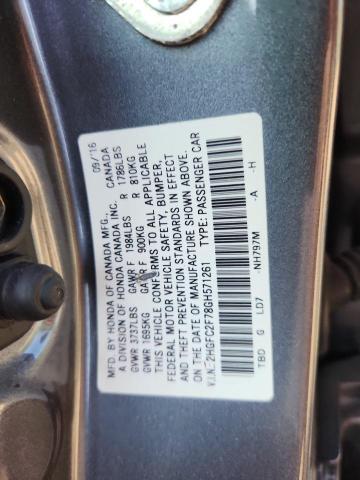 MFD. BY HONDA OF CANADA MFG., 09/16
A DIVISION OF HONDA CANADA INC. CANADA
GVWR 3737LBS GAWR F 1984LBS R 1786LBS
GVWR 1695KG GAWR F 900KG R 810KG
THIS VEHICLE CONFORMS TO ALL APPLICABLE
FEDERAL MOTOR VEHICLE SAFETY, BUMPER,
AND THEFT PREVENTION STANDARDS IN EFFECT
ON THE DATE OF MANUFACTURE SHOWN ABOVE.
V.I.N.: 2HGFC2F78GH571261 TYPE: PASSENGER CAR
NH797M -A -H
TBD G LD7